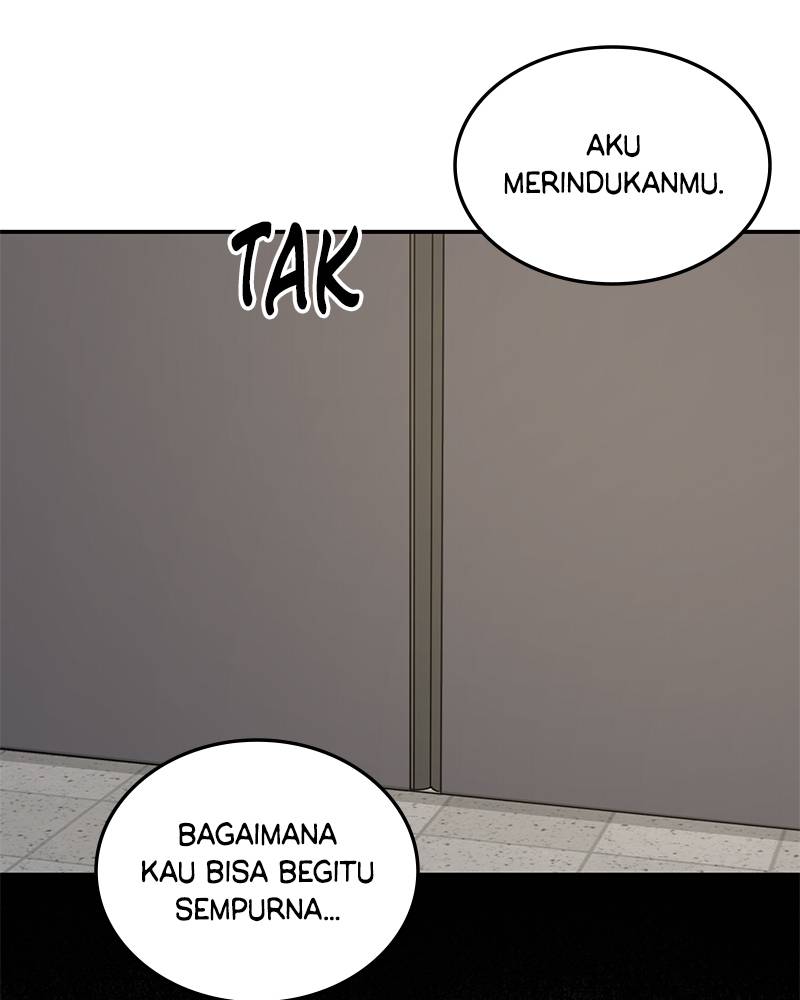 AKU
MERINDUKANMU.
TAK
BAGAIMANA
KAU BISA BEGITU
SEMPURNA...